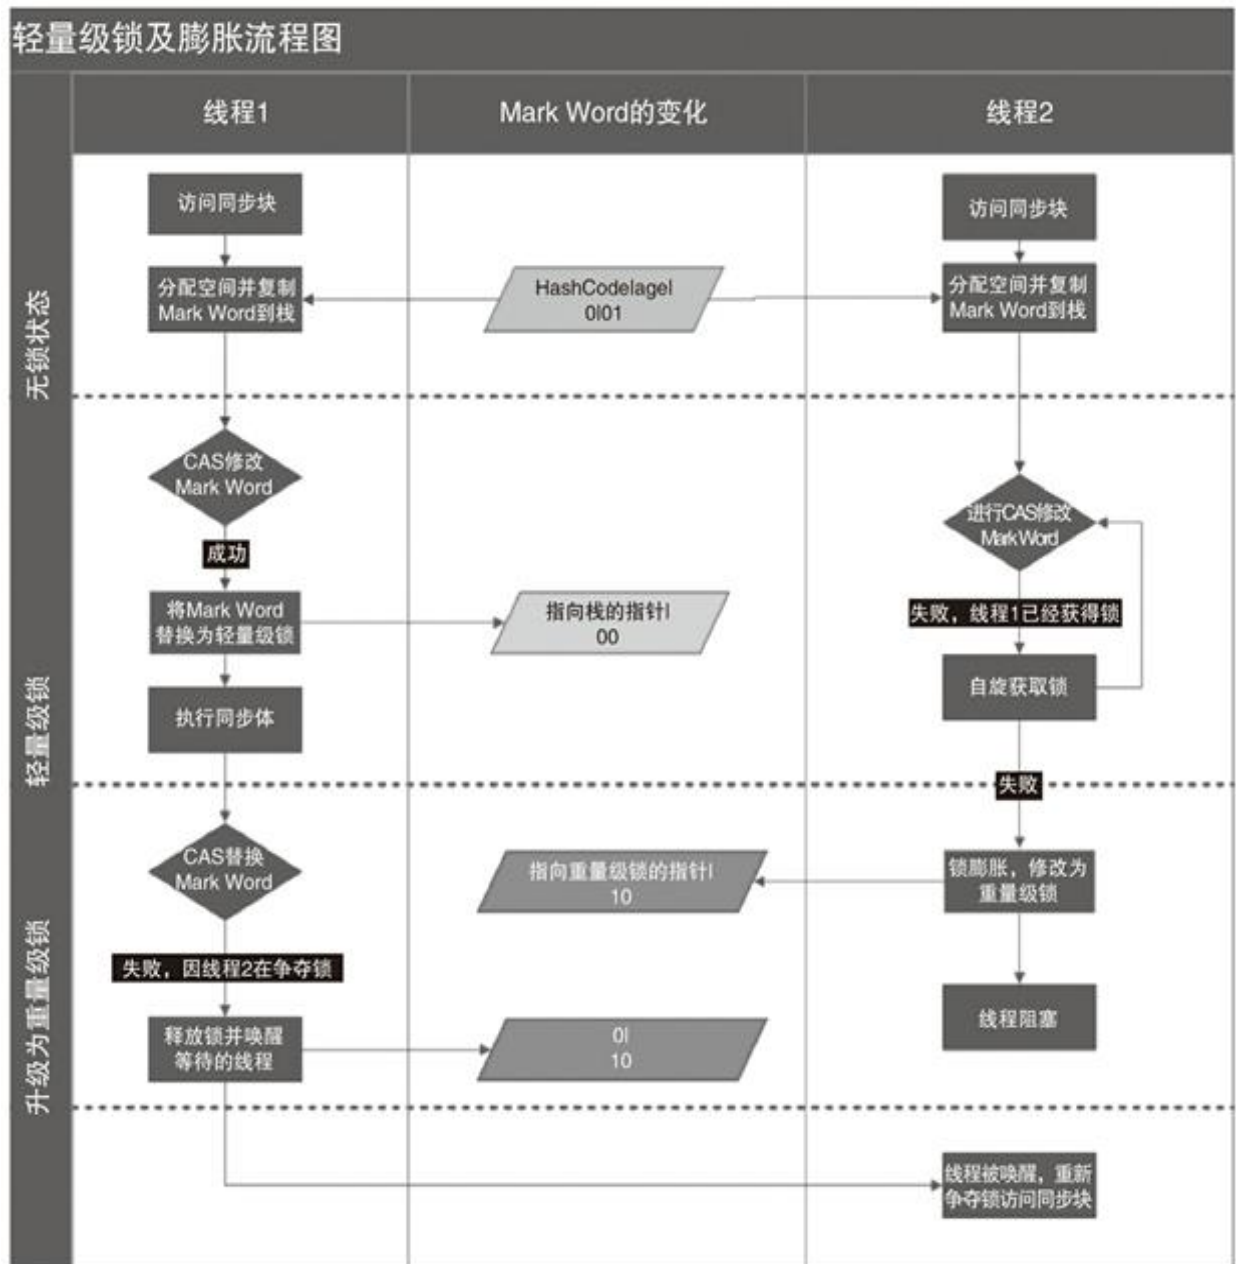 轻量级锁及膨胀流程图
线程1
Mark Word的变化
线程2
无锁状态
访问同步块
访问同步块
分配空间并复制
Mark Word到栈
HashCodelagel
0l01
分配空间并复制
Mark Word到栈
轻量级锁
CAS修改
Mark Word
成功
将Mark Word
替换为轻量级锁
指向栈的指针l
00
执行同步体
进行CAS修改
MarkWord
失败，线程1已经获得锁
自旋获取锁
失败
升级为重量级锁
CAS替换
Mark Word
指向重量级锁的指针l
10
锁膨胀，修改为
重量级锁
失败，因线程2在争夺锁
释放锁并唤醒
等待的线程
0l
10
线程阻塞
线程被唤醒，重新
争夺锁访问同步块